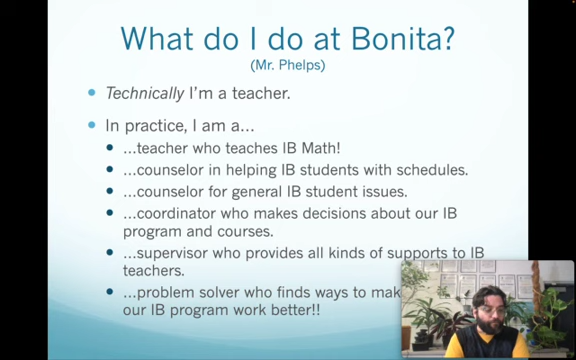 What do I do at Bonita?
(Mr. Phelps)
Technically I'm a teacher.
In practice, I am a...
...teacher who teaches IB Math!
...counselor in helping IB students with schedules.
...counselor for general IB student issues.
...coordinator who makes decisions about our IB
program and courses.
...supervisor who provides all kinds of supports to IB
teachers.
...problem solver who finds ways to mak
our IB program work better!!